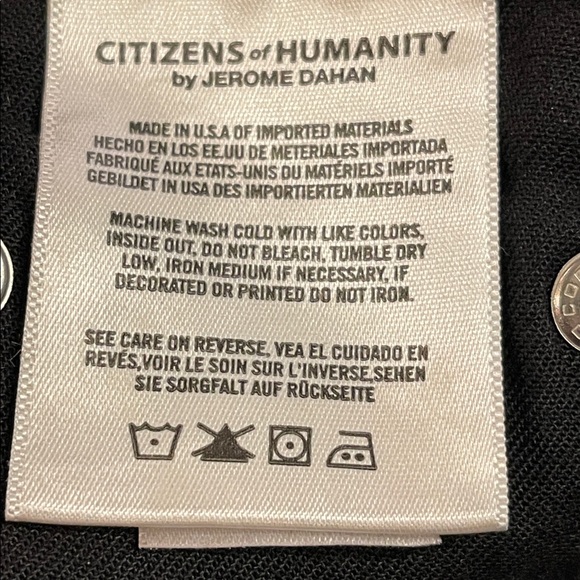 CITIZENS of HUMANITY
by JEROME DAHAN
MADE IN U.S.A OF IMPORTED MATERIALS
HECHO EN LOS EE.UU DE METERIALES IMPORTADA
FABRIQUÉ AUX ETATS-UNIS OU MATÉRIELS IMPORTÉ
GEBILDET IN USA DES IMPORTIERTEN MATERIALIEN
MACHINE WASH COLD WITH LIKE COLORS,
INSIDE OUT, DO NOT BLEACH, TUMBLE DRY
LOW, IRON MEDIUM IF NECESSARY, IF
DECORATED OR PRINTED DO NOT IRON.
SEE CARE ON REVERSE, VEA EL CUIDADO EN
REVÉS,VOIR LE SOIN SUR L'INVERSE,SEHEN
SIE SORGFALT AUF RÜCKSEITE